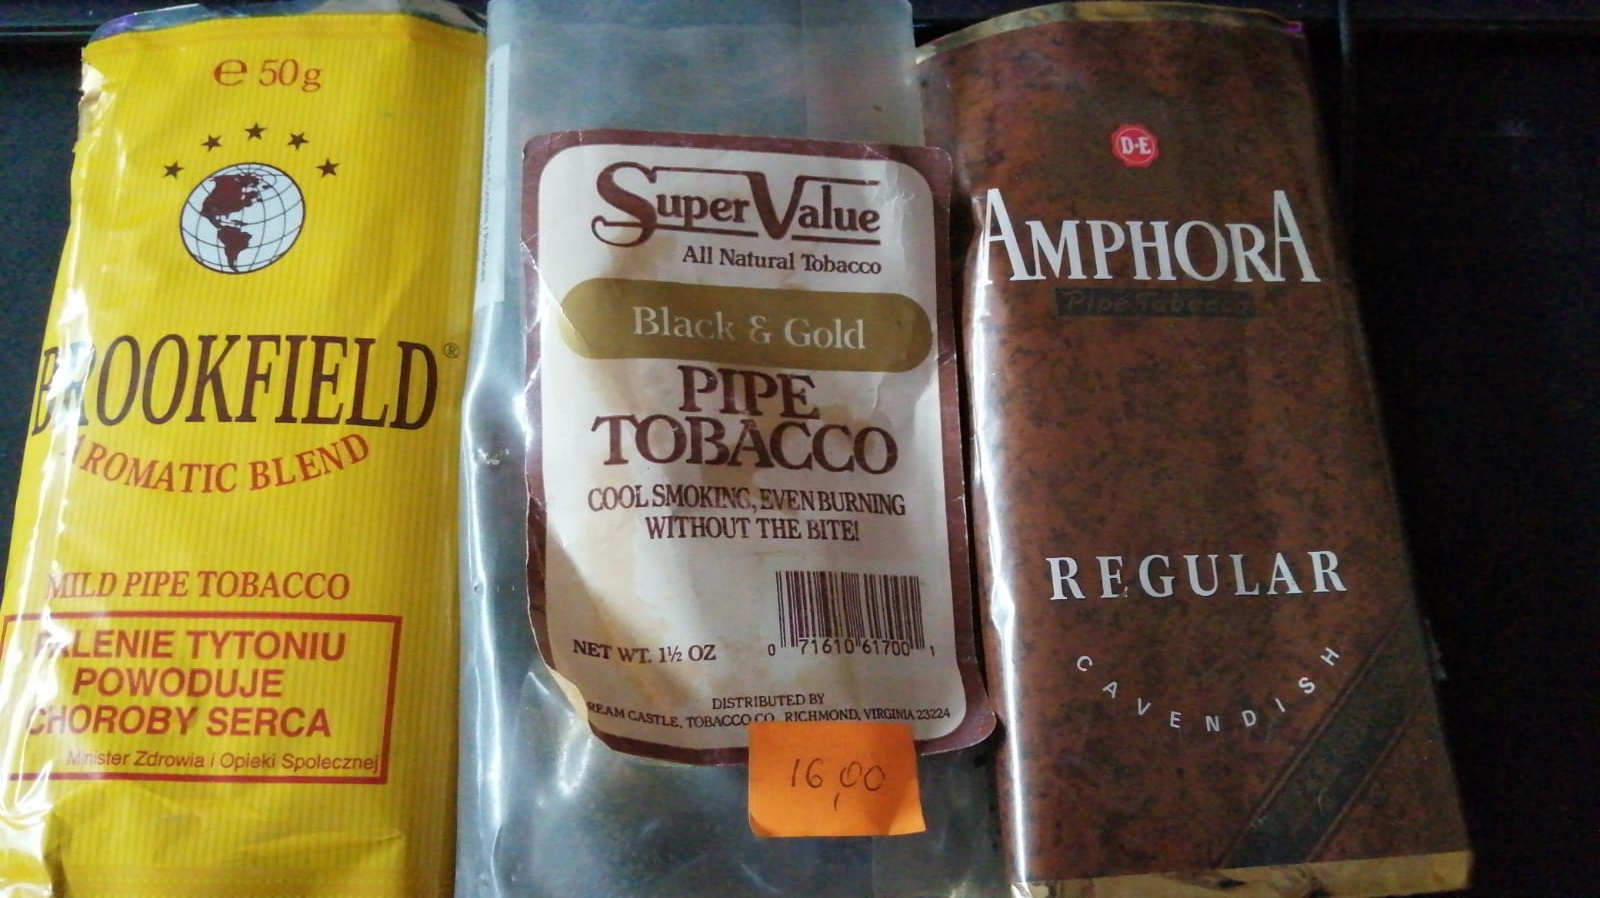 e 50g
BROOKFIELD®
AROMATIC BLEND
MILD PIPE TOBACCO
PALENIE TYTONIU
POWODUJE
CHOROBY SERCA
Minister Zdrowia i Opieki Spolecznej
Super Value
All Natural Tobacco
Black & Gold
PIPE
TOBACCO
COOL SMOKING, EVEN BURNING
WITHOUT THE BITE!
NET WT. 1½ OZ
0 71610 61700 1
DISTRIBUTED BY
REAM CASTLE, TOBACCO CO. RICHMOND, VIRGINIA 23224
16,00
D·E
AMPHORA
Pipe Tobacco
REGULAR
CAVENDISH